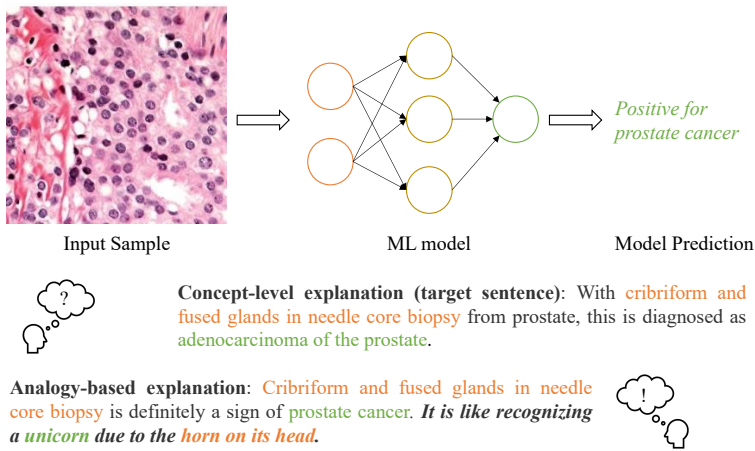 Positive for
prostate cancer
Input Sample
ML model
Model Prediction
?
Concept-level explanation (target sentence): With cribriform and
fused glands in needle core biopsy from prostate, this is diagnosed as
adenocarcinoma of the prostate.
Analogy-based explanation: Cribriform and fused glands in needle
core biopsy is definitely a sign of prostate cancer. It is like recognizing
a unicorn due to the horn on its head.
!